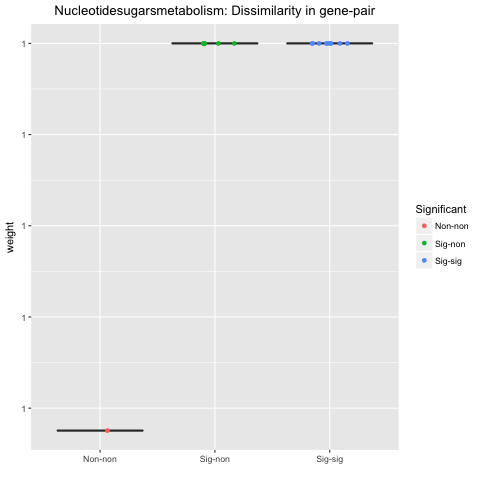 Nucleotidesugarsmetabolism: Dissimilarity in gene-pair
1
1
1
1
1
weight
Non-non
Sig-non
Sig-sig
Significant
Non-non
Sig-non
Sig-sig